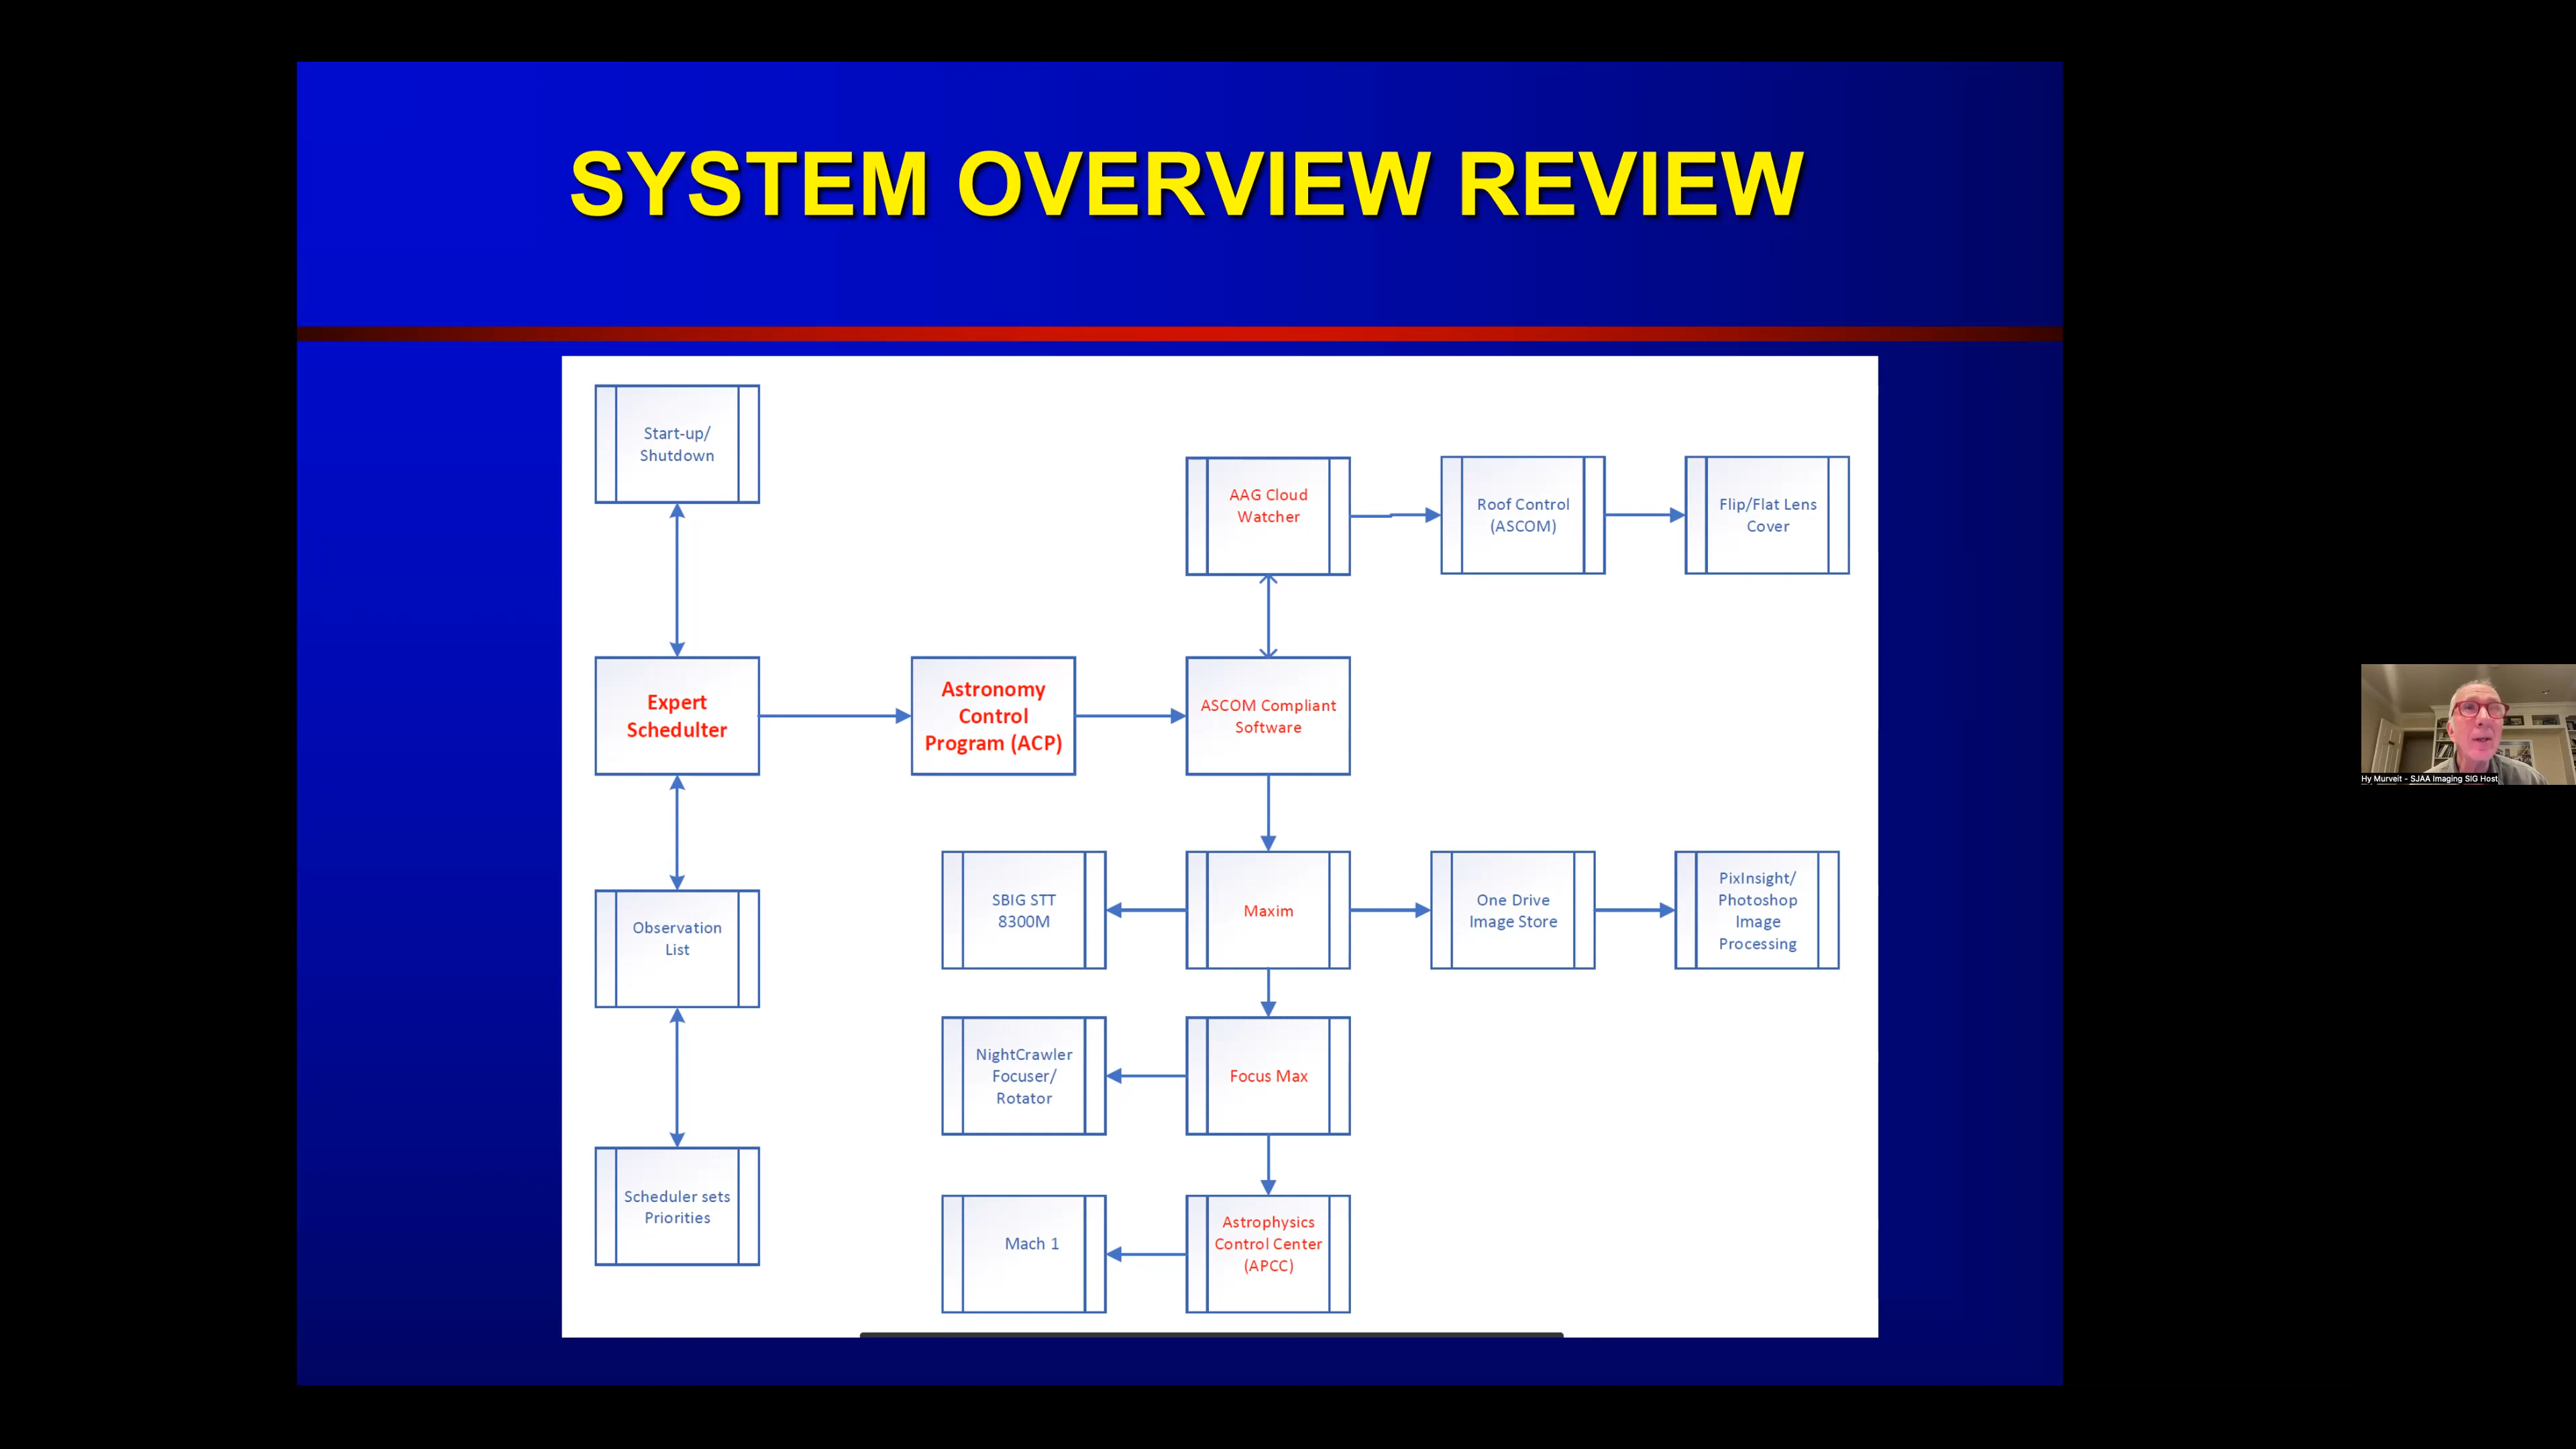 SYSTEM OVERVIEW REVIEW
Start-up/
Shutdown
AAG Cloud
Watcher
Roof Control
(ASCOM)
Flip/Flat Lens
Cover
Expert
Schedulter
Astronomy
Control
Program (ACP)
ASCOM Compliant
Software
Observation
List
SBIG STT
8300M
Maxim
One Drive
Image Store
PixInsight/
Photoshop
Image
Processing
NightCrawler
Focuser/
Rotator
Focus Max
Scheduler sets
Priorities
Mach 1
Astrophysics
Control Center
(APCC)
Hy Murveit - SJAA Imaging SIG Host